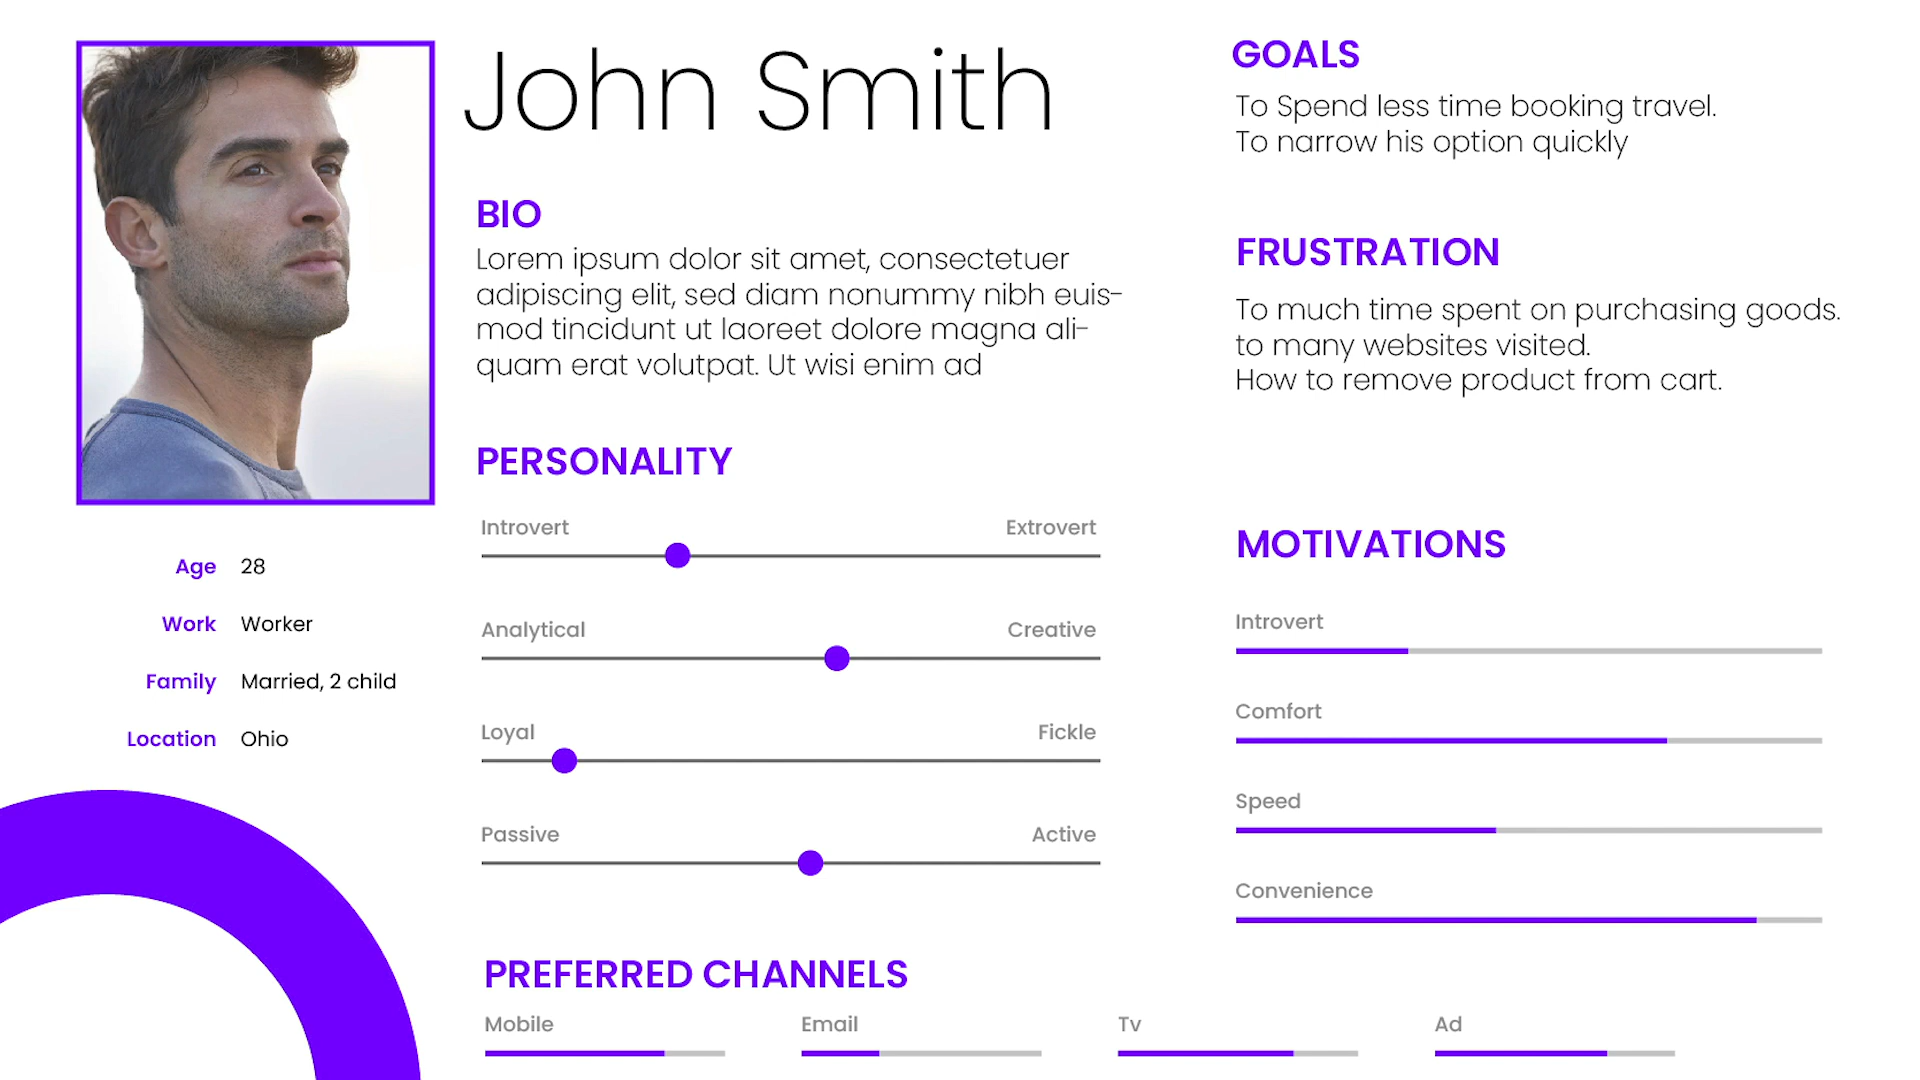 John Smith
BIO
Lorem ipsum dolor sit amet, consectetuer
adipiscing elit, sed diam nonummy nibh euis-
mod tincidunt ut laoreet dolore magna ali-
quam erat volutpat. Ut wisi enim ad
Age 28
Work Worker
Family Married, 2 child
Location Ohio
PERSONALITY
Introvert Extrovert
Analytical Creative
Loyal Fickle
Passive Active
GOALS
To Spend less time booking travel.
To narrow his option quickly
FRUSTRATION
To much time spent on purchasing goods.
to many websites visited.
How to remove product from cart.
MOTIVATIONS
Introvert
Comfort
Speed
Convenience
PREFERRED CHANNELS
Mobile Email Tv Ad